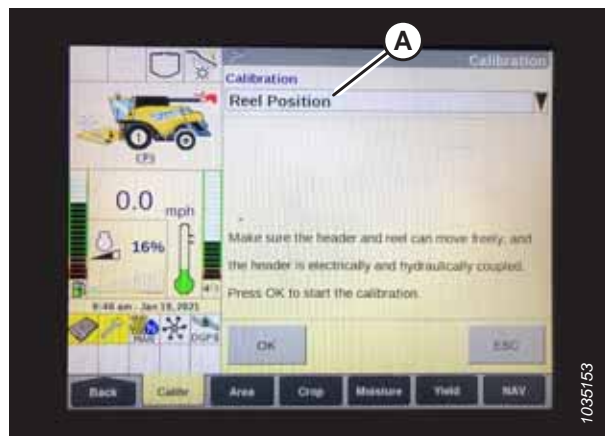 A
Calibration
Calibration
Reel Position
0.0 mph
16%
Make sure the header and reel can move freely, and
the header is electrically and hydraulically coupled.
Press OK to start the calibration.
9:48 am - Jan 19, 2021
MAN
DGPS
OK
ESC
Back
Calibr
Area
Crop
Moisture
Yield
NAV
1035153